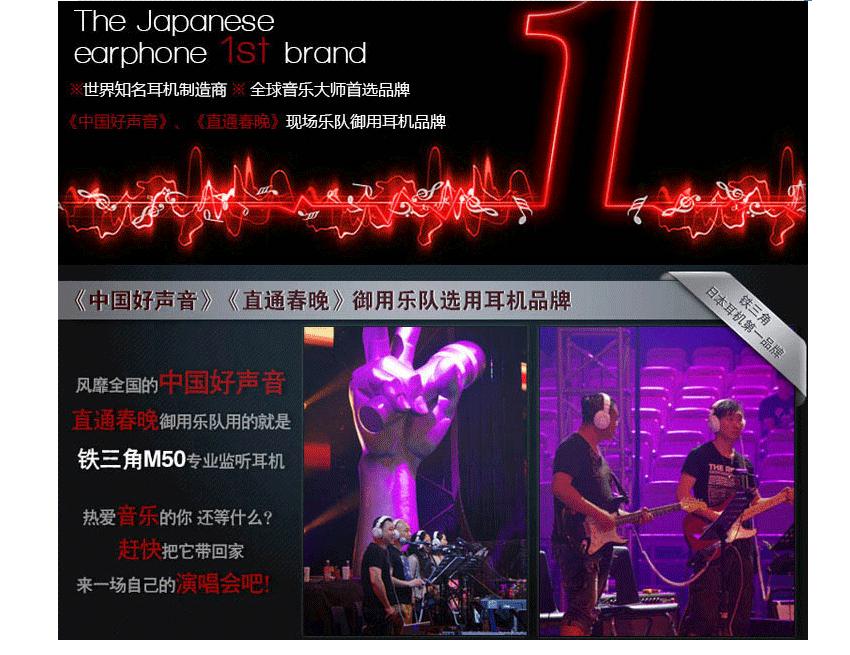 The Japanese
earphone 1st brand
※世界知名耳机制造商 ※ 全球音乐大师首选品牌
《中国好声音》、《直通春晚》现场乐队御用耳机品牌
《中国好声音》《直通春晚》御用乐队选用耳机品牌
铁三角
日本耳机第一品牌
风靡全国的中国好声音
直通春晚御用乐队用的就是
铁三角M50专业监听耳机
热爱音乐的你 还等什么?
赶快把它带回家
来一场自己的演唱会吧!